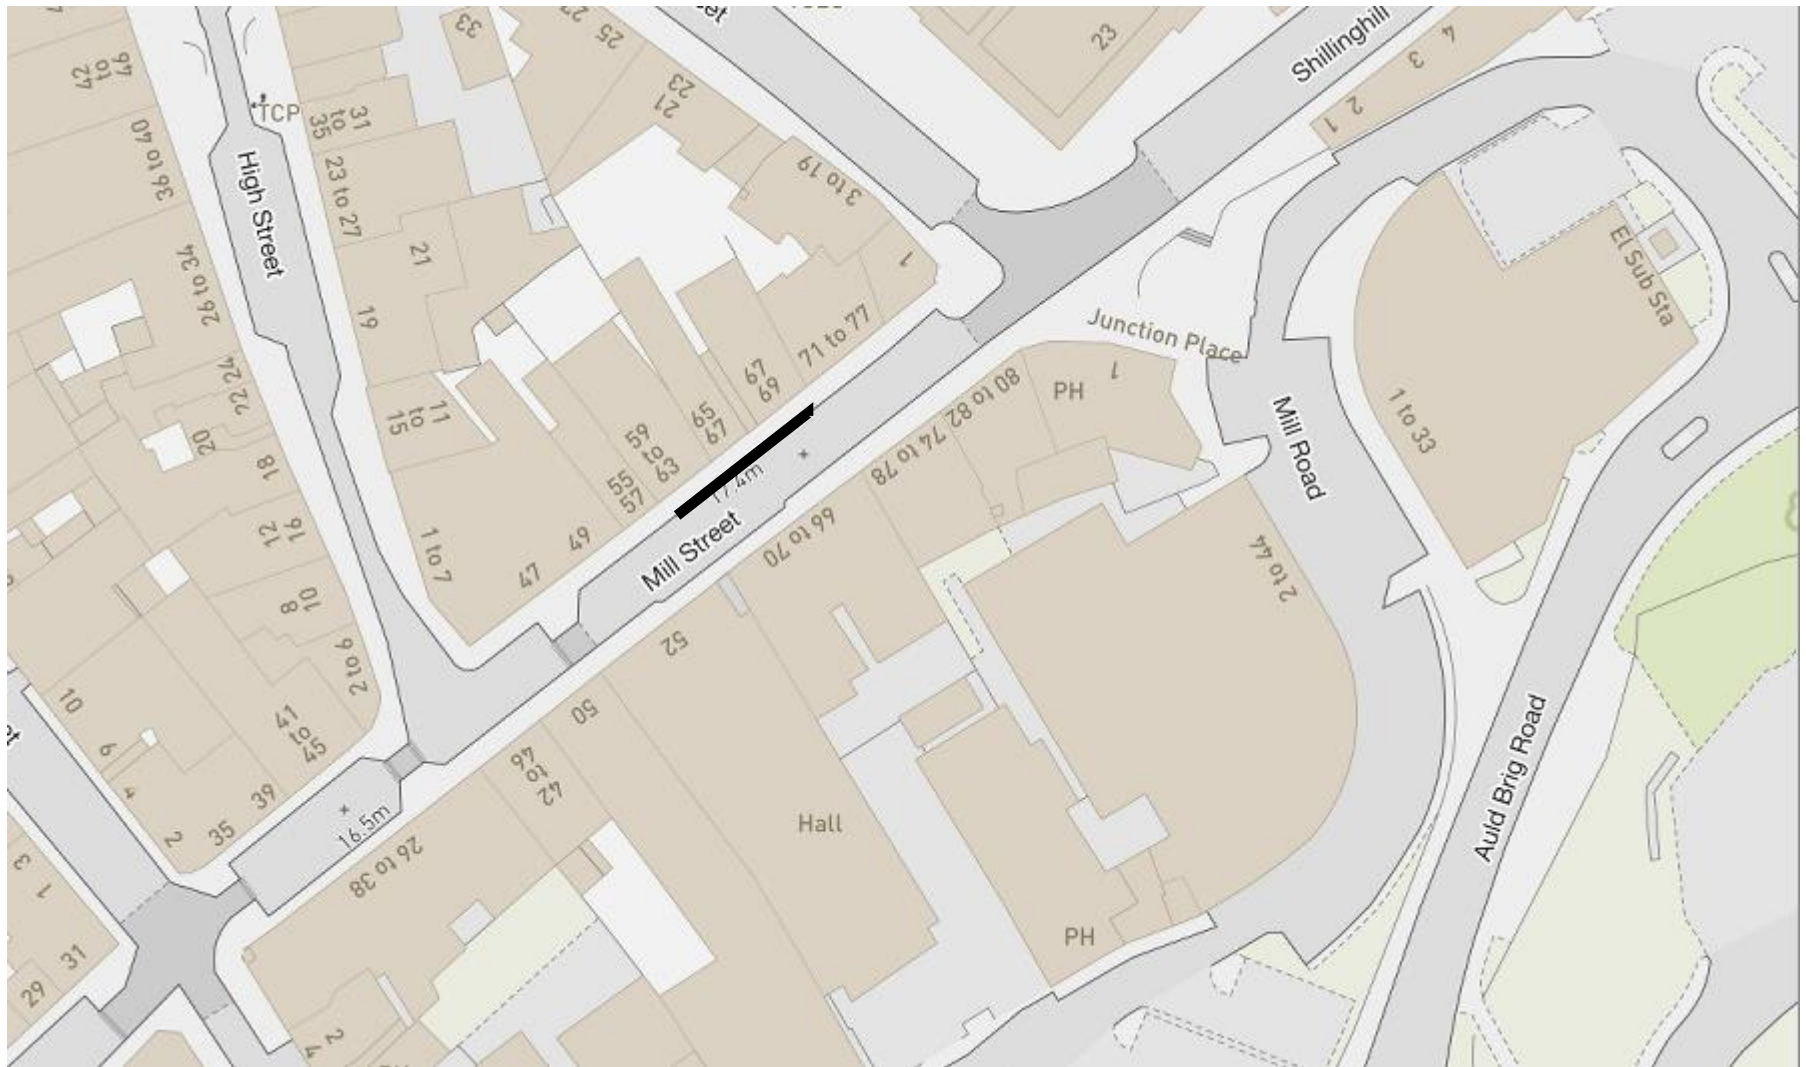 33
25
23
Shillinghill
4
3
2
1
46
to
42
TCP
31
to
35
21
23
36 to 40
High Street
23 to 27
3 to 19
21
1
El Sub Sta
26 to 34
19
71 to 77
Junction Place
67
69
80 to 82
PH
1
22 24
11
to
15
65
67
59
to
63
74 to 78
Mill Road
1 to 33
20
18
55
57
17.4m
66 to 70
16
12
1 to 7
49
47
Mill Street
2 to 44
10
8
2 to 6
52
10
6
4
41
to
45
50
42
to
46
39
35
2
16.5m
26 to 38
Hall
Auld Brig Road
3
1
31
29
PH
2
4